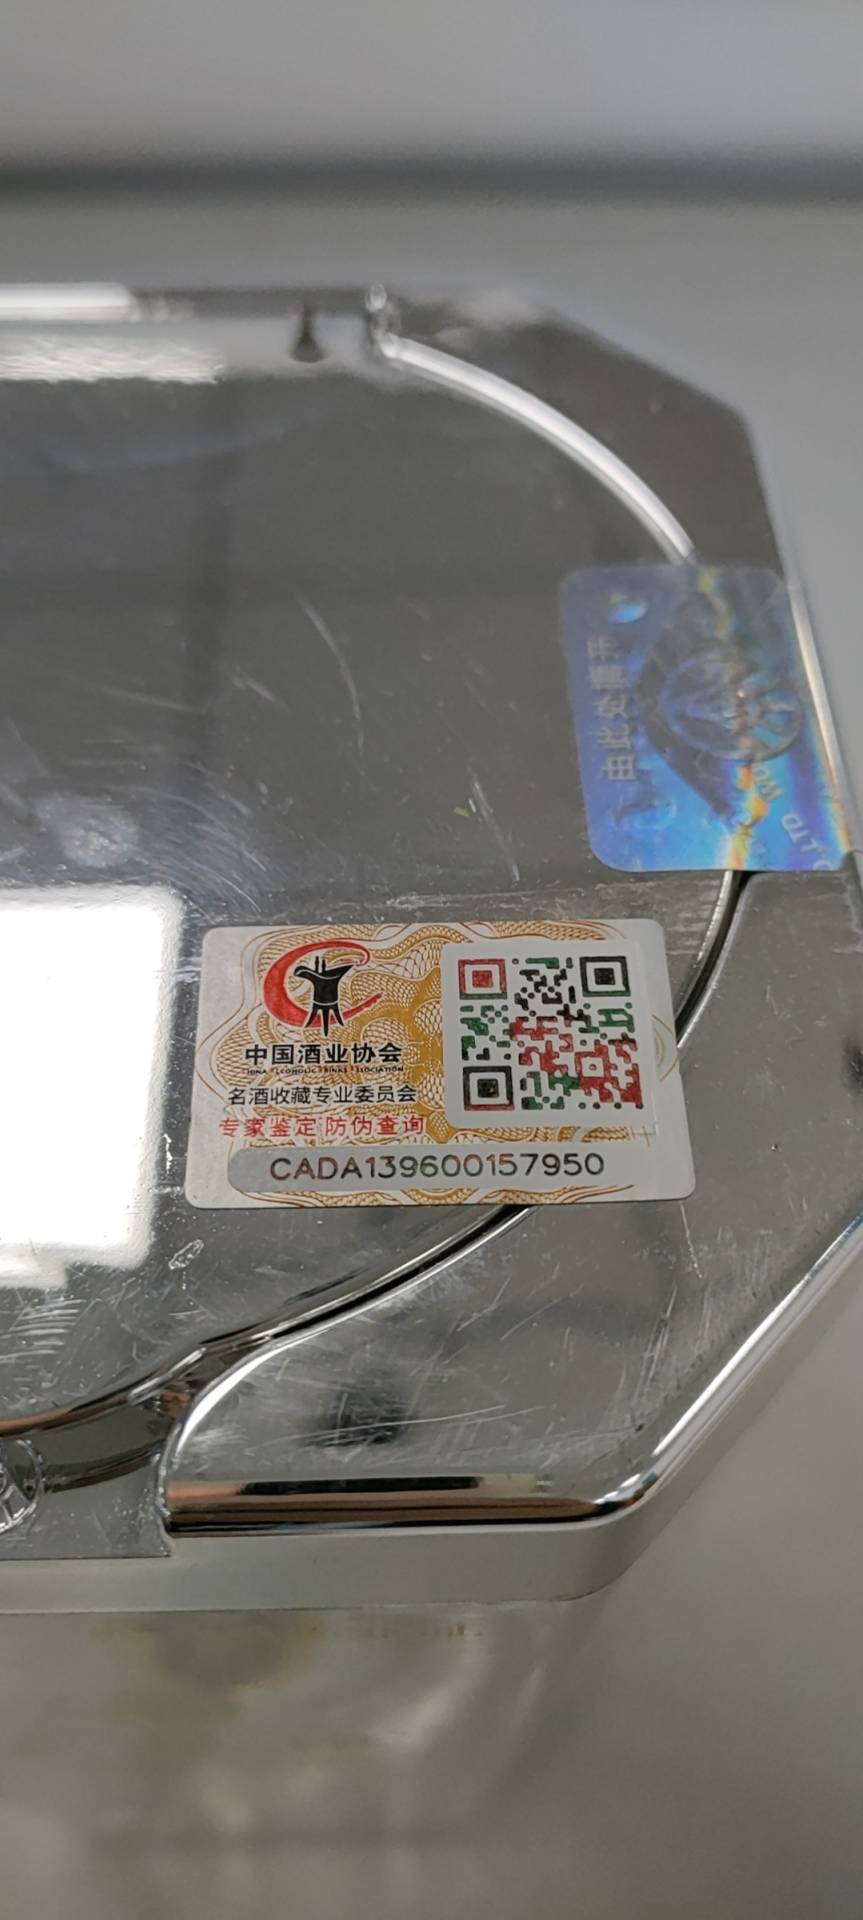 由此处撕开
中国酒业协会
CHINA ALCOHOLIC DRINKS ASSOCIATION
名酒收藏专业委员会
专家鉴定 防伪查询
CADA139600157950